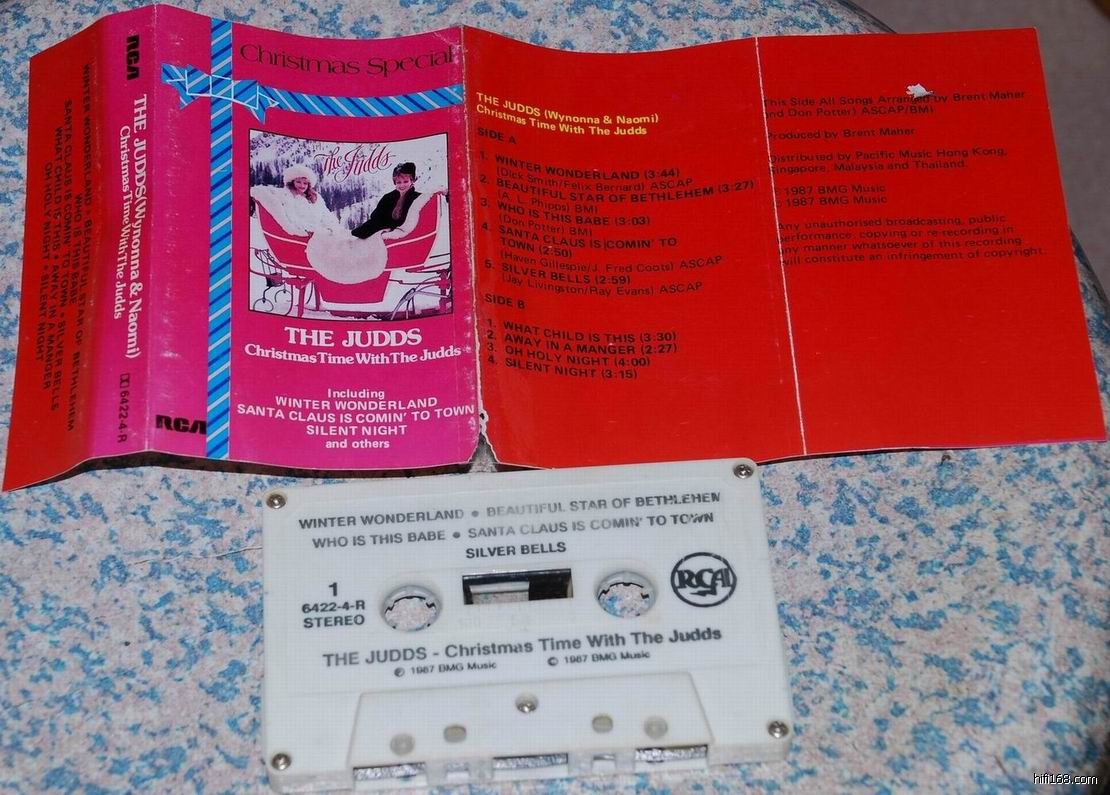 RCA
THE JUDDS (Wynonna & Naomi)
Christmas Time With The Judds
6422-4-R
WINTER WONDERLAND • BEAUTIFUL STAR OF BETHLEHEM
WHO IS THIS BABE
SANTA CLAUS IS COMIN' TO TOWN • SILVER BELLS
WHAT CHILD IS THIS • AWAY IN A MANGER
OH HOLY NIGHT • SILENT NIGHT
Christmas Special
The Judds
THE JUDDS
Christmas Time With The Judds
RCA
Including
WINTER WONDERLAND
SANTA CLAUS IS COMIN' TO TOWN
SILENT NIGHT
and others
THE JUDDS (Wynonna & Naomi)
Christmas Time With The Judds
SIDE A
1. WINTER WONDERLAND (3:44)
(Dick Smith/Felix Bernard) ASCAP
2. BEAUTIFUL STAR OF BETHLEHEM (3:27)
(A. L. Phipps) BMI
3. WHO IS THIS BABE (3:03)
(Don Potter) BMI
4. SANTA CLAUS IS COMIN' TO
TOWN (2:50)
(Haven Gillespie/J. Fred Coots) ASCAP
5. SILVER BELLS (2:59)
(Jay Livingston/Ray Evans) ASCAP
SIDE B
1. WHAT CHILD IS THIS (3:30)
2. AWAY IN A MANGER (2:27)
3. OH HOLY NIGHT (4:00)
4. SILENT NIGHT (3:15)
This Side All Songs Arranged by Brent Maher
and Don Potter) ASCAP/BMI
Produced by Brent Maher
Distributed by Pacific Music Hong Kong,
Singapore, Malaysia and Thailand.
℗ 1987 BMG Music
© 1987 BMG Music
Any unauthorised broadcasting, public
performance, copying or re-recording in
any manner whatsoever of this recording
will constitute an infringement of copyright
WINTER WONDERLAND • BEAUTIFUL STAR OF BETHLEHEM
WHO IS THIS BABE • SANTA CLAUS IS COMIN' TO TOWN
SILVER BELLS
1
6422-4-R
STEREO
RCA
THE JUDDS - Christmas Time With The Judds
℗ 1987 BMG Music © 1987 BMG Music
hifi168.com